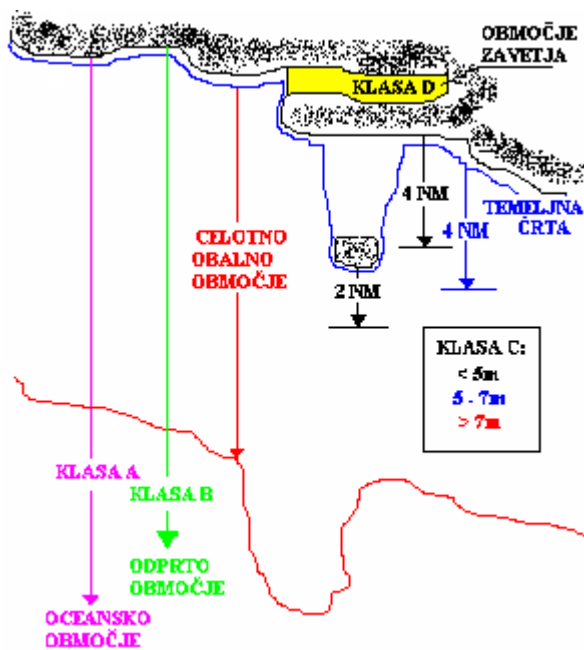 OBMOČJE
ZAVETJA
KLASA D
4 NM
TEMELJNA
ČRTA
4 NM
CELOTNO
OBALNO
OBMOČJE
2 NM
KLASA C:
< 5m
5 - 7m
> 7m
KLASA A
KLASA B
ODPRTO
OBMOČJE
OCEANSKO
OBMOČJE